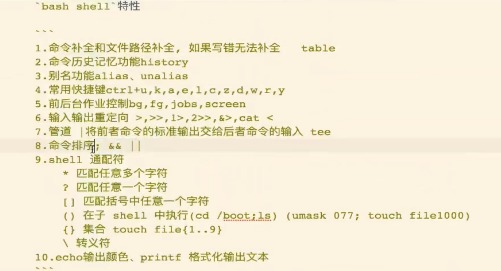 `bash shell`特性
```
1.命令补全和文件路径补全, 如果写错无法补全 table
2.命令历史记忆功能history
3.别名功能alias、unalias
4.常用快捷键ctrl+u,k,a,e,l,c,z,d,w,r,y
5.前后台作业控制bg,fg,jobs,screen
6.输入输出重定向 >,>>,1>,2>>,&>,cat <
7.管道 |将前者命令的标准输出交给后者命令的输入 tee
8.命令排序; && ||
9.shell 通配符
* 匹配任意多个字符
? 匹配任意一个字符
[] 匹配括号中任意一个字符
() 在子 shell 中执行(cd /boot;ls) (umask 077; touch file1000)
{} 集合 touch file{1..9}
\ 转义符
10.echo输出颜色、printf 格式化输出文本
```